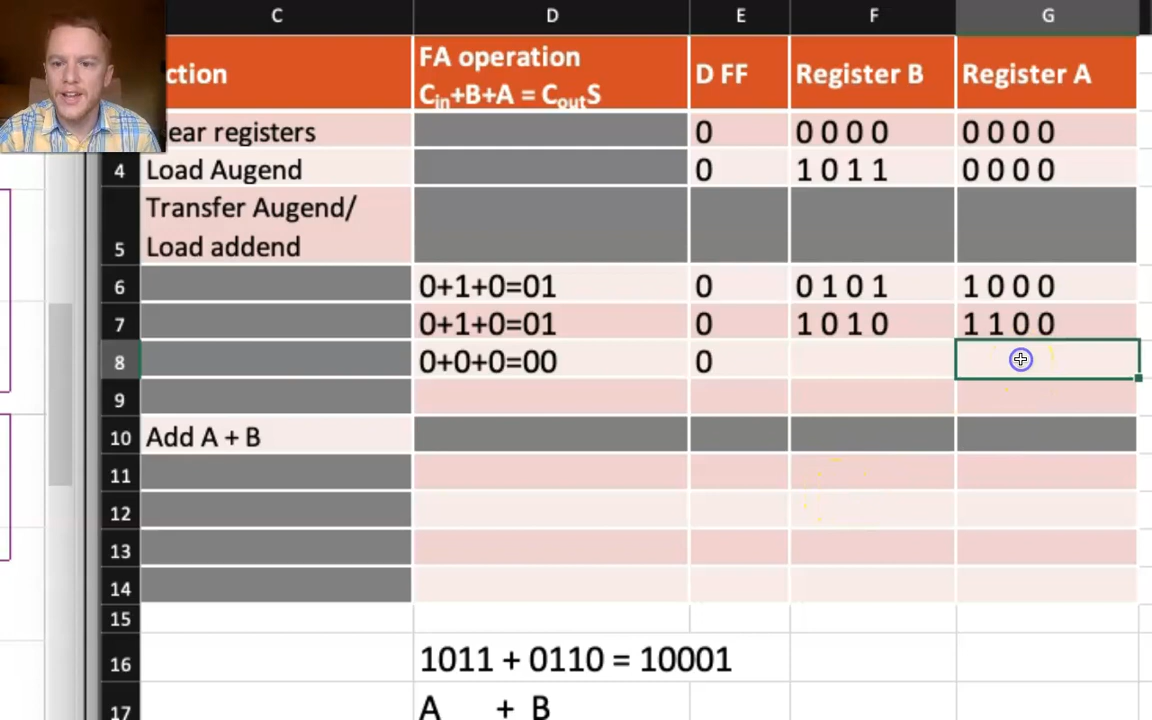 C D E F G
ction FA operation D FF Register B Register A
Cin+B+A = CoutS
ear registers 0 0 0 0 0 0 0 0 0
4 Load Augend 0 1 0 1 1 0 0 0 0
Transfer Augend/
5 Load addend
6 0+1+0=01 0 0 1 0 1 1 0 0 0
7 0+1+0=01 0 1 0 1 0 1 1 0 0
8 0+0+0=00 0
9
10 Add A + B
11
12
13
14
15
16 1011 + 0110 = 10001
17 A + B